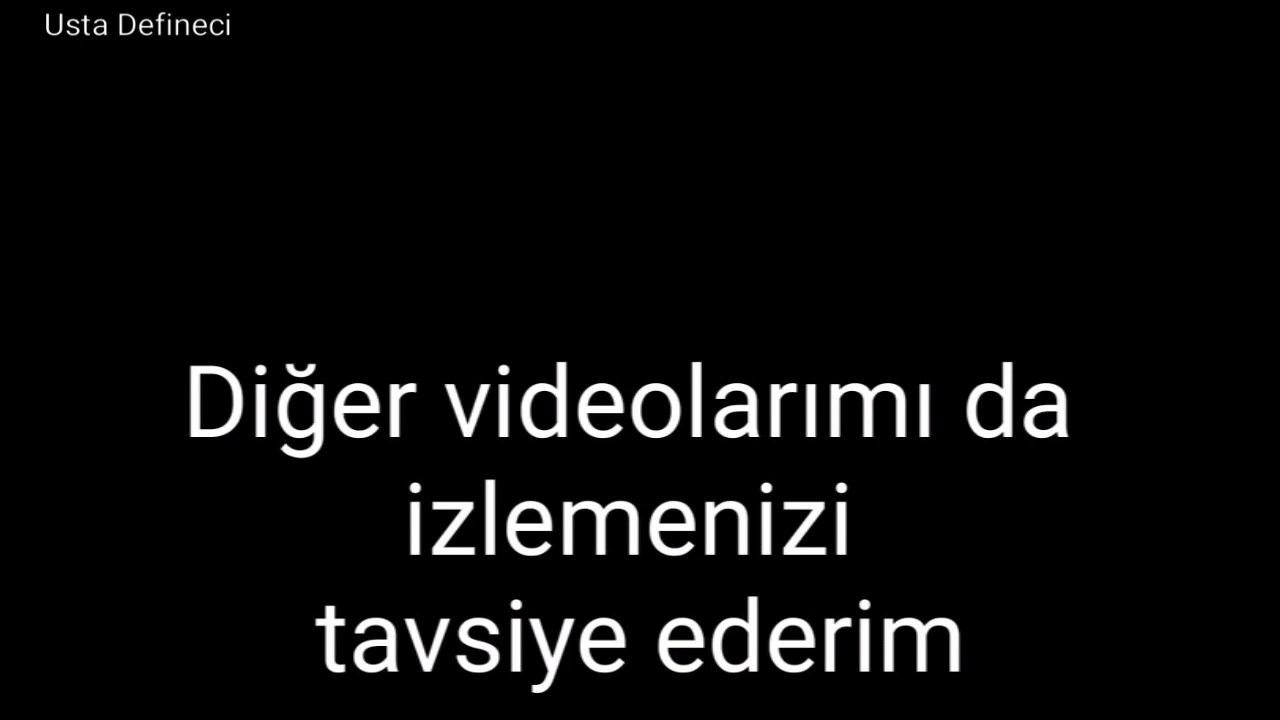 Usta Defineci
Diğer videolarımı da
izlemenizi
tavsiye ederim